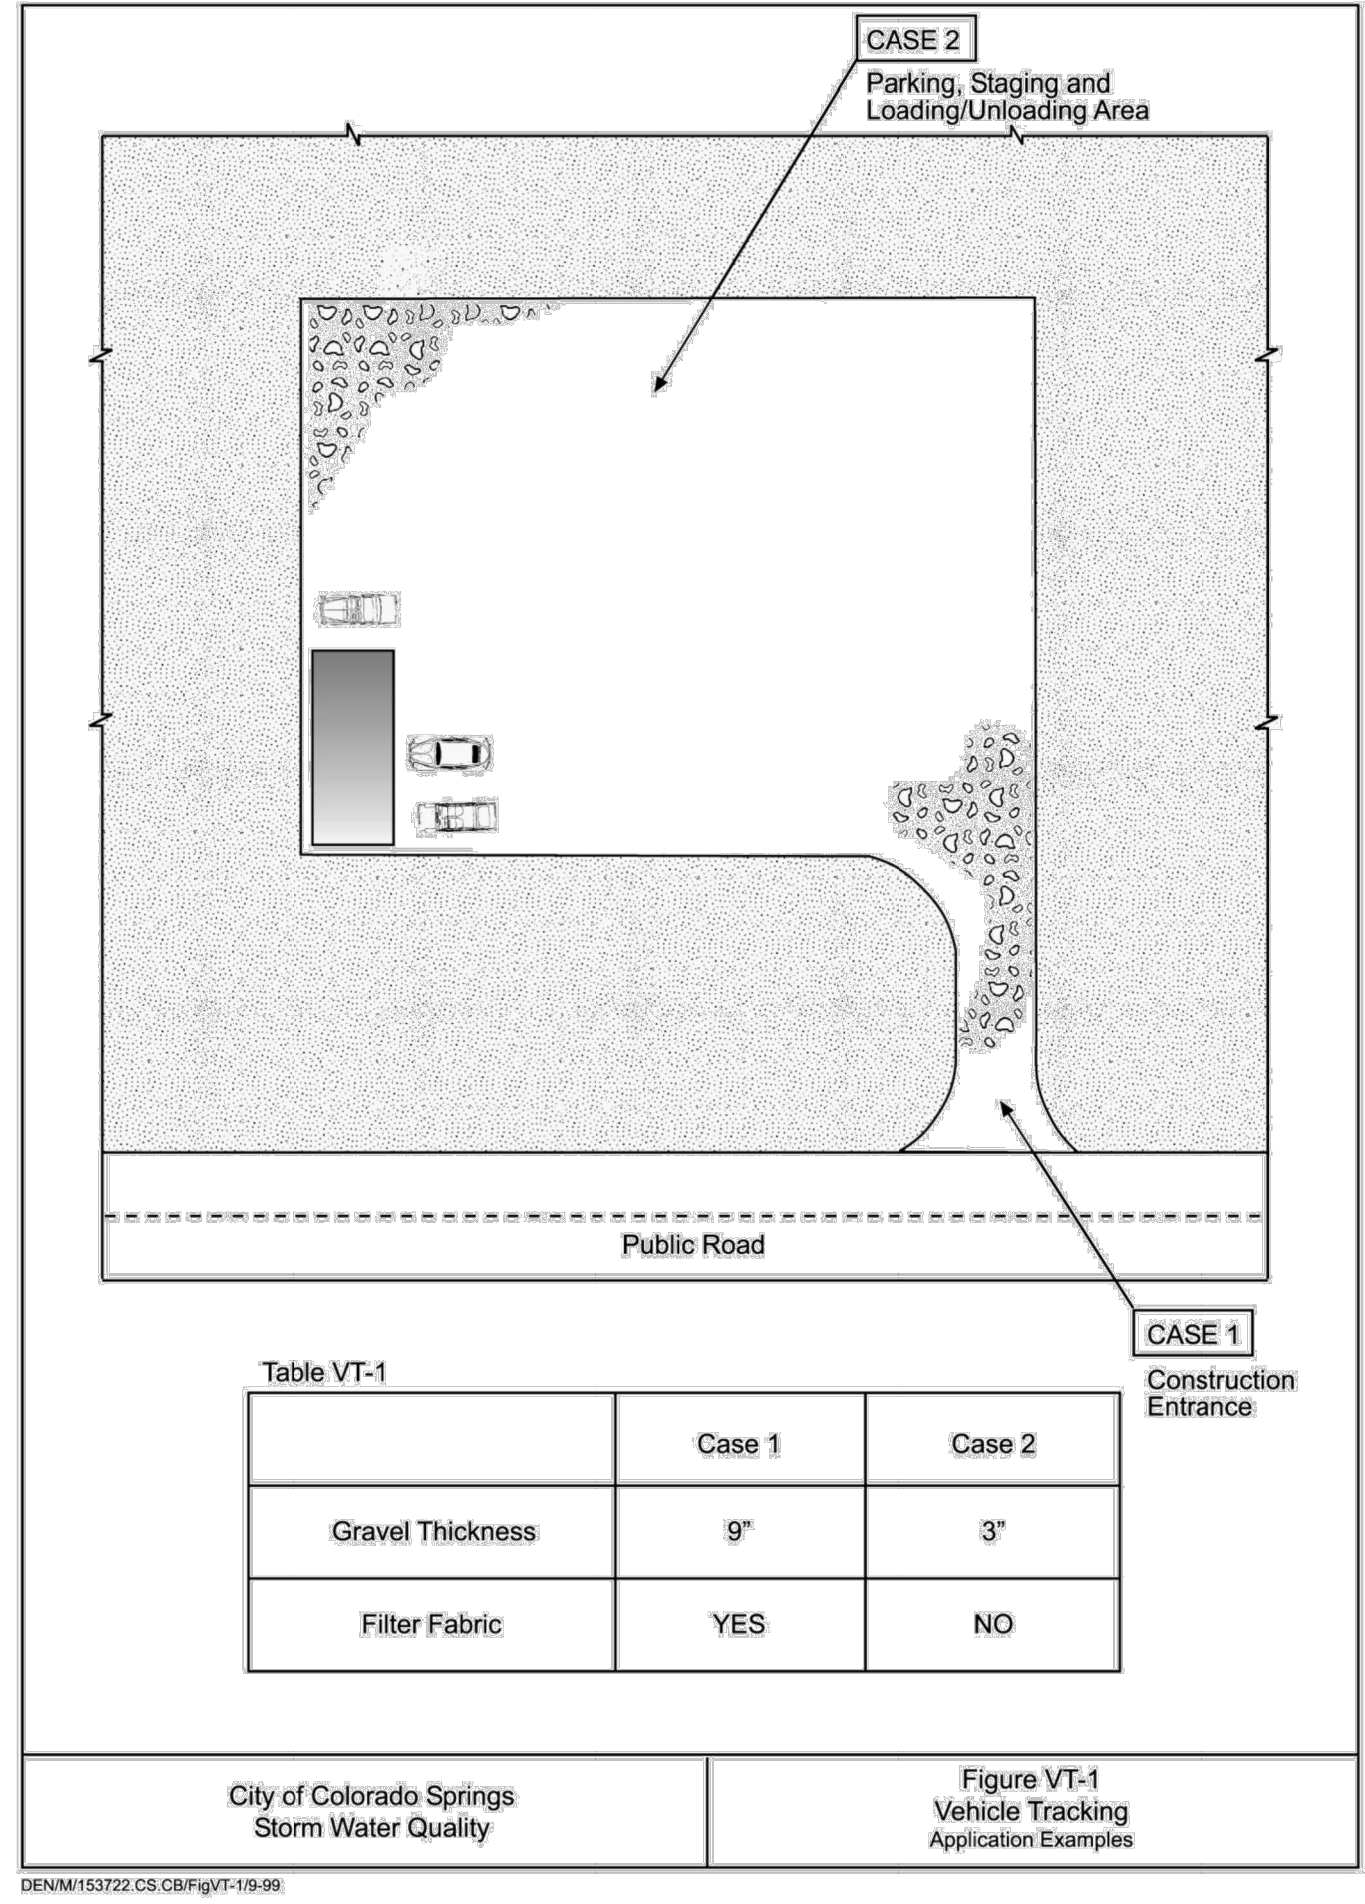 CASE 2
Parking, Staging and
Loading/Unloading Area
Public Road
CASE 1
Construction
Entrance
Table VT-1
Case 1 Case 2
Gravel Thickness 9” 3”
Filter Fabric YES NO
City of Colorado Springs
Storm Water Quality
Figure VT-1
Vehicle Tracking
Application Examples
DEN/M/153722.CS.CB/FigVT-1/9-99